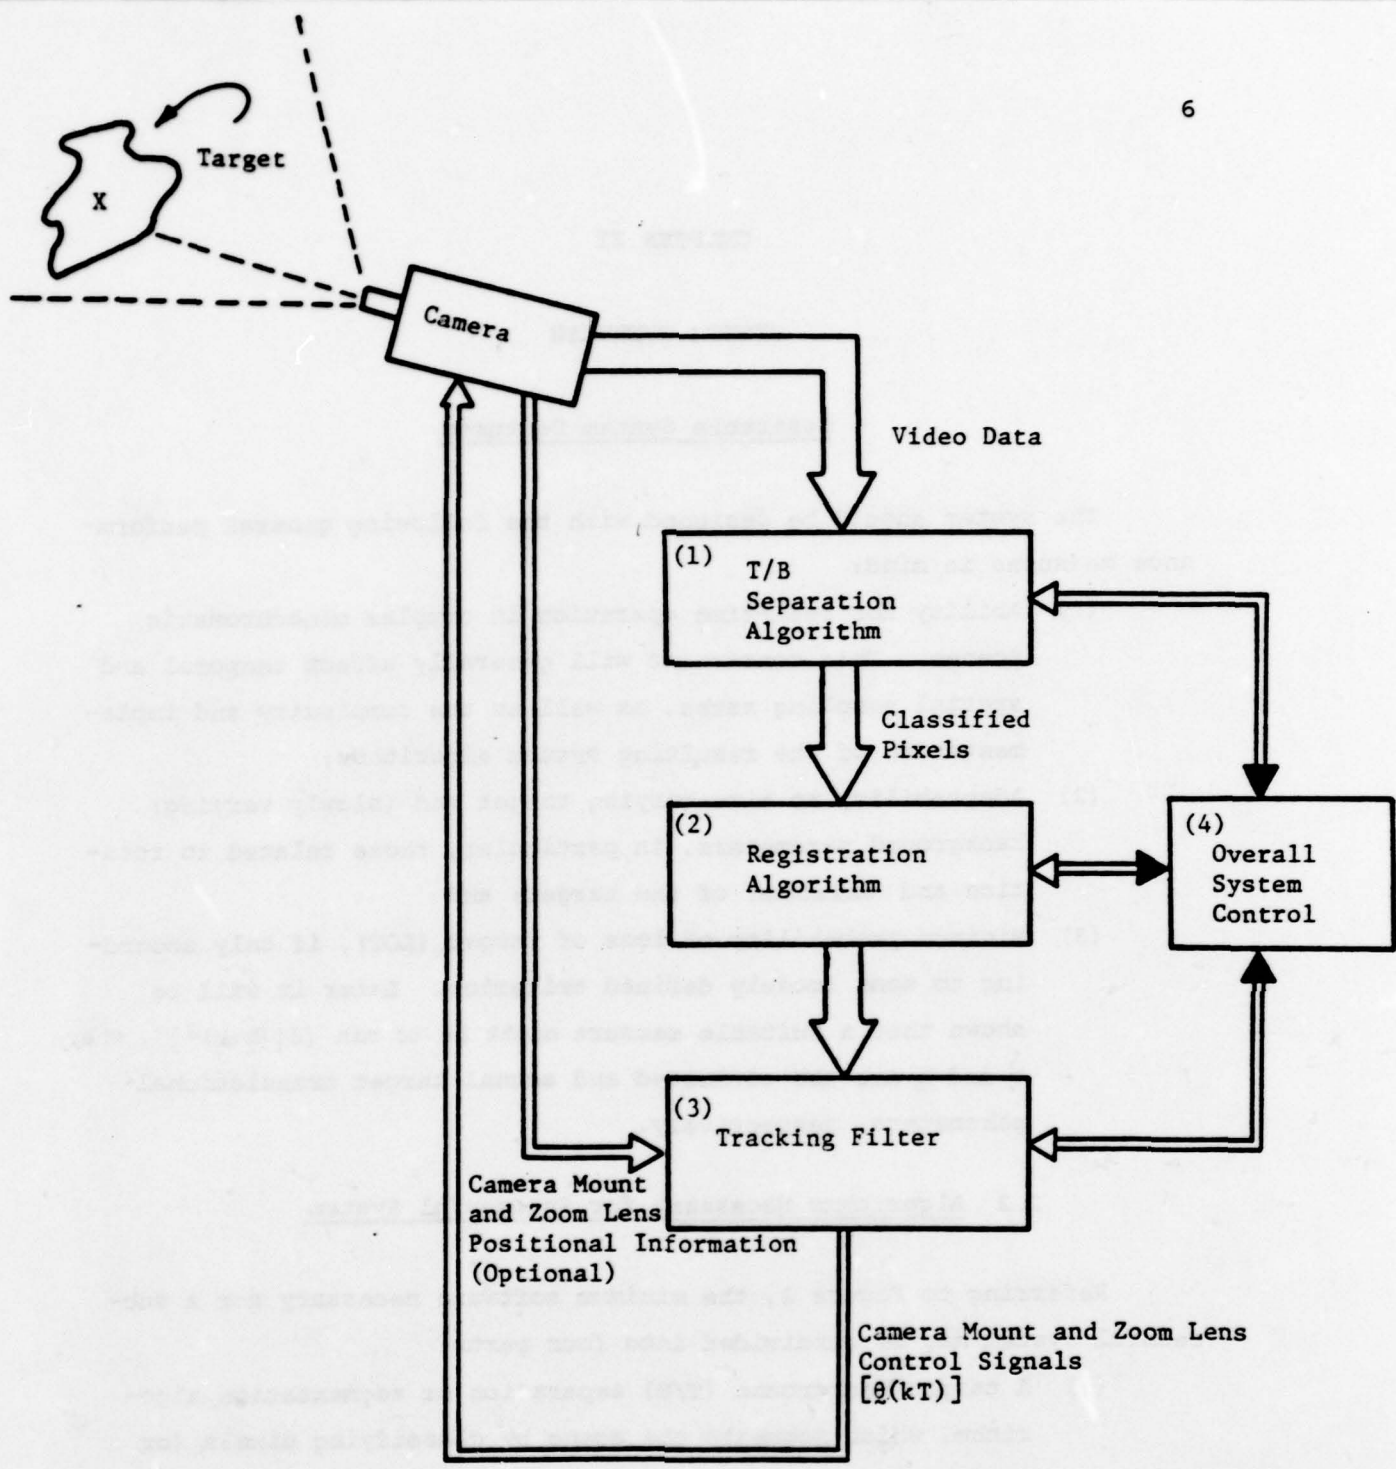 6
Target
X
Camera
Video Data
(1)
T/B
Separation
Algorithm
Classified
Pixels
(2)
Registration
Algorithm
(4)
Overall
System
Control
(3)
Tracking Filter
Camera Mount
and Zoom Lens
Positional Information
(Optional)
Camera Mount and Zoom Lens
Control Signals
[θ̲(kT)]